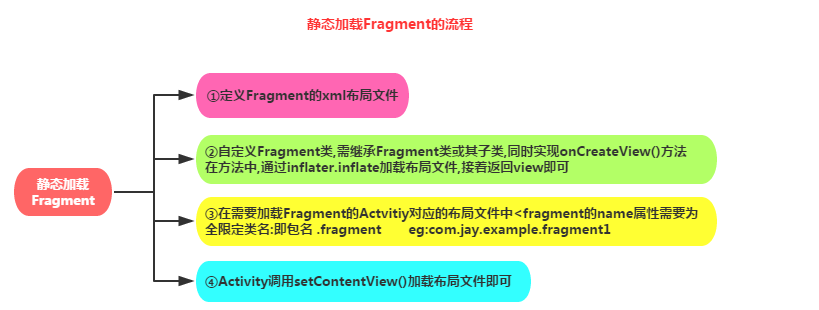 静态加载Fragment的流程
①定义Fragment的xml布局文件
②自定义Fragment类,需继承Fragment类或其子类,同时实现onCreateView()方法
在方法中,通过inflater.inflate加载布局文件,接着返回view即可
静态加载
Fragment
③在需要加载Fragment的Actvitiy对应的布局文件中<fragment的name属性需要为
全限定类名:即包名 .fragment eg:com.jay.example.fragment1
④Activity调用setContentView()加载布局文件即可